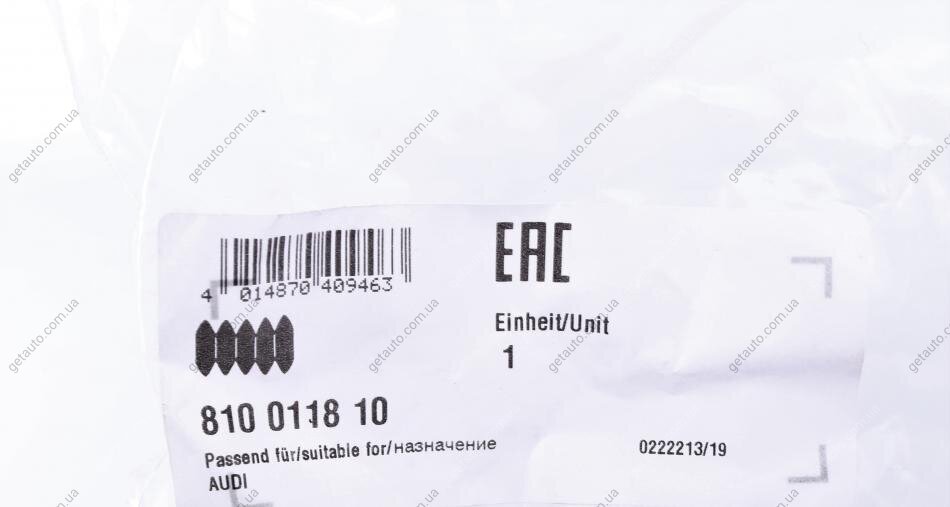 4 014870 409463
EAC
Einheit/Unit
1
810 0118 10
Passend für/suitable for/назначение
AUDI
0222213/19
getauto.com.ua